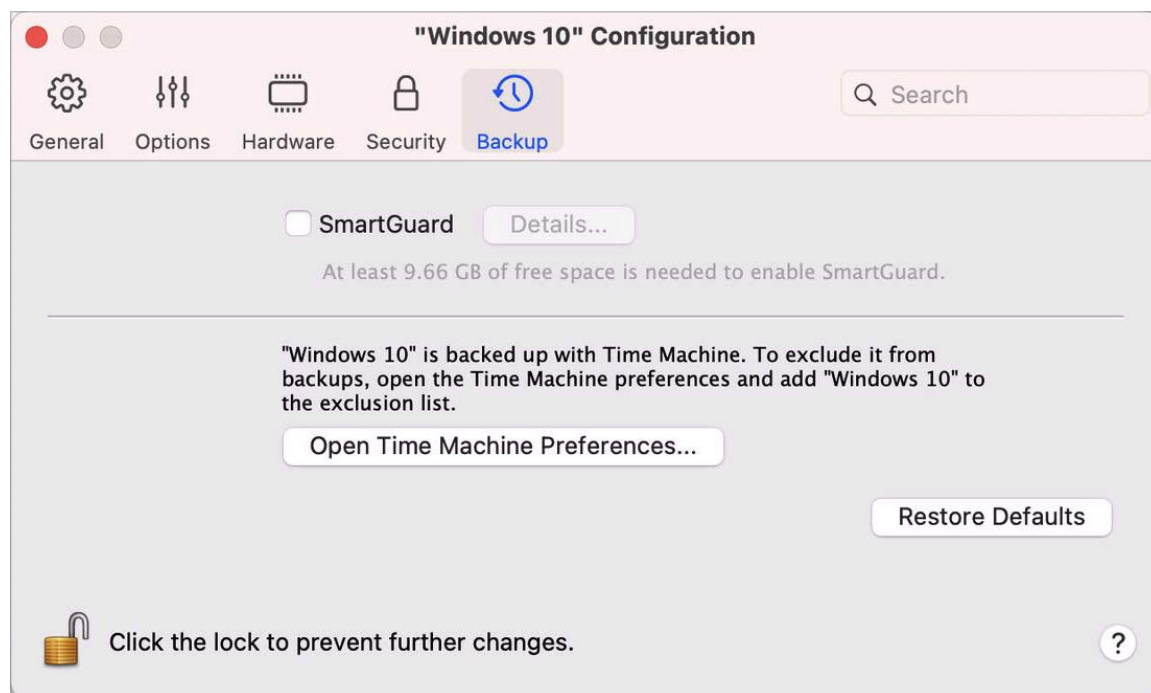 "Windows 10" Configuration
General Options Hardware Security Backup
Search
SmartGuard Details...
At least 9.66 GB of free space is needed to enable SmartGuard.
"Windows 10" is backed up with Time Machine. To exclude it from
backups, open the Time Machine preferences and add "Windows 10" to
the exclusion list.
Open Time Machine Preferences...
Restore Defaults
Click the lock to prevent further changes.
?